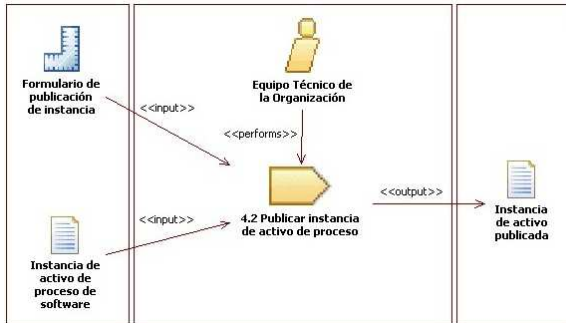 Formulario de
publicación
de instancia
<<input>>
Equipo Técnico de
la Organización
<<performs>>
<<input>>
4.2 Publicar instancia
de activo de proceso
<<output>>
Instancia
de activo
publicada
Instancia de
activo de
proceso de
software